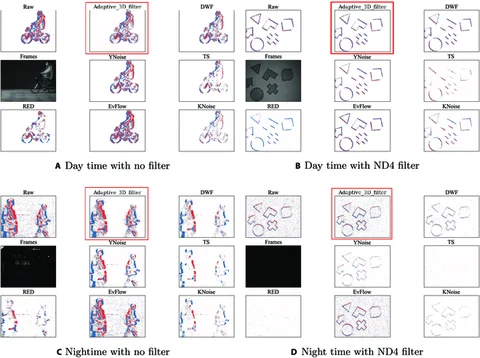 Raw Adaptive_3D_filter DWF Raw Adaptive_3D_filter DWF
Frames YNoise TS Frames YNoise TS
RED EvFlow KNoise RED EvFlow KNoise
A Day time with no filter
B Day time with ND4 filter
Raw Adaptive_3D_filter DWF Raw Adaptive_3D_filter DWF
Frames YNoise TS Frames YNoise TS
RED EvFlow KNoise RED EvFlow KNoise
C Nightime with no filter
D Night time with ND4 filter